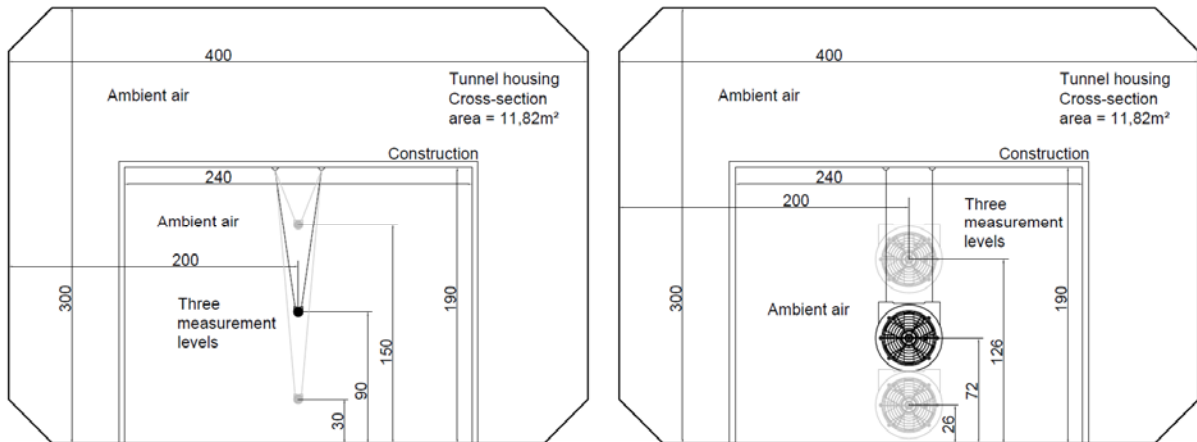 400
Ambient air
Tunnel housing
Cross-section
area = 11,82m²
Construction
240
Ambient air
200
300
Three
measurement
levels
190
150
90
30
400
Ambient air
Tunnel housing
Cross-section
area = 11,82m²
Construction
240
200
Three
measurement
levels
300
Ambient air
190
126
72
26